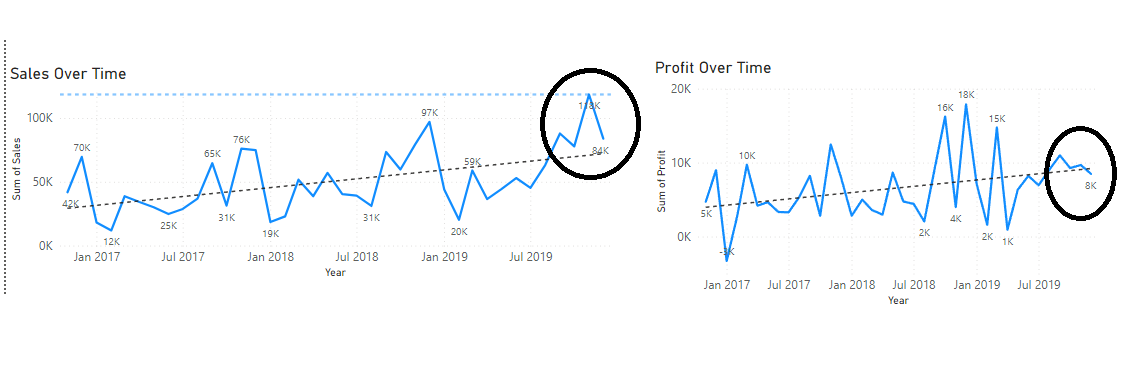 Sales Over Time
100K
50K
0K
Sum of Sales
42K
70K
12K
25K
65K
31K
76K
19K
31K
97K
20K
59K
118K
84K
Jan 2017
Jul 2017
Jan 2018
Jul 2018
Jan 2019
Jul 2019
Year
Profit Over Time
20K
10K
0K
Sum of Profit
5K
-3K
10K
2K
16K
4K
18K
2K
15K
1K
8K
Jan 2017
Jul 2017
Jan 2018
Jul 2018
Jan 2019
Jul 2019
Year